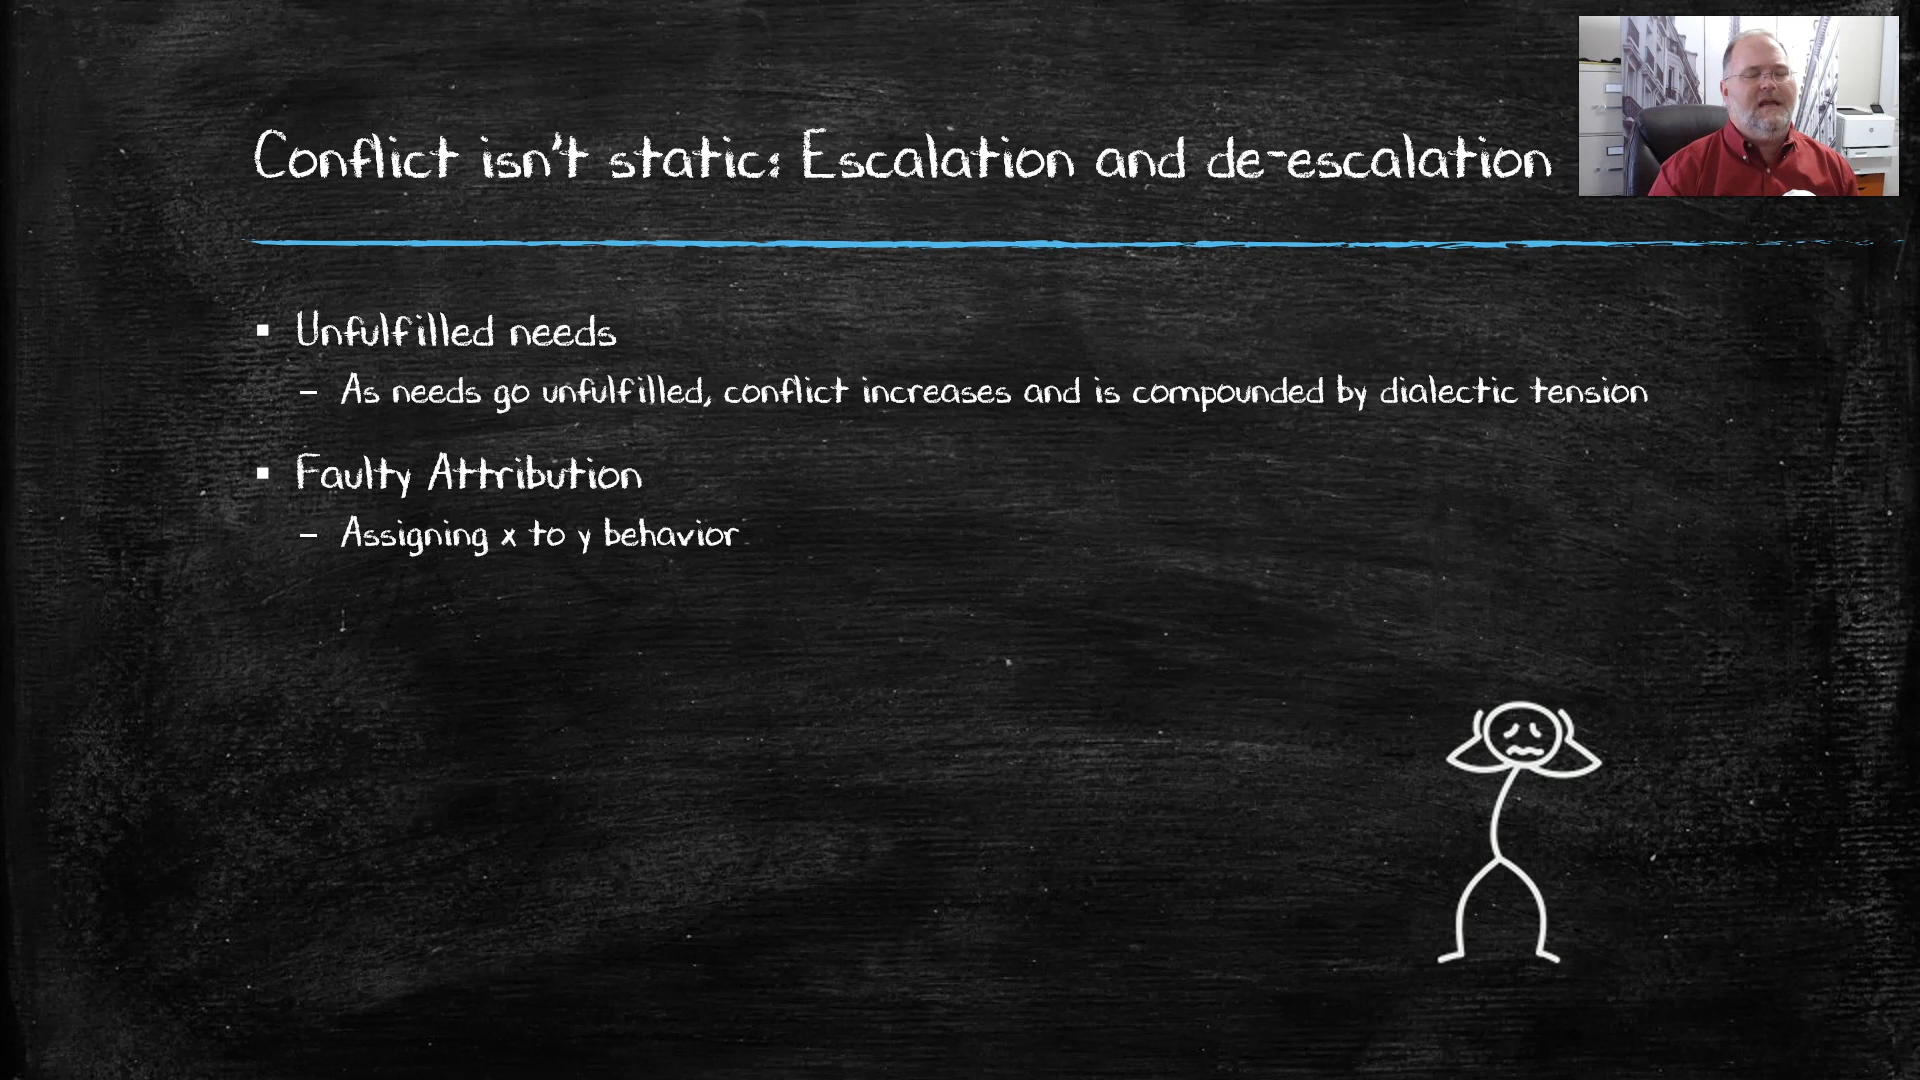 Conflict isn't static: Escalation and de-escalation
▪ Unfulfilled needs
– As needs go unfulfilled, conflict increases and is compounded by dialectic tension
▪ Faulty Attribution
– Assigning x to y behavior